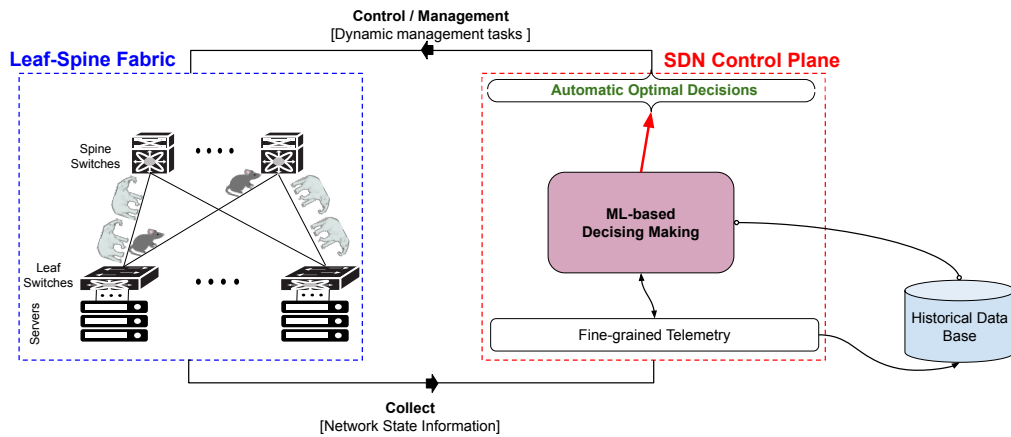 Control / Management
[Dynamic management tasks ]
Leaf-Spine Fabric
SDN Control Plane
Automatic Optimal Decisions
Spine
Switches
ML-based
Decising Making
Leaf
Switches
Servers
Fine-grained Telemetry
Historical Data
Base
Collect
[Network State Information]